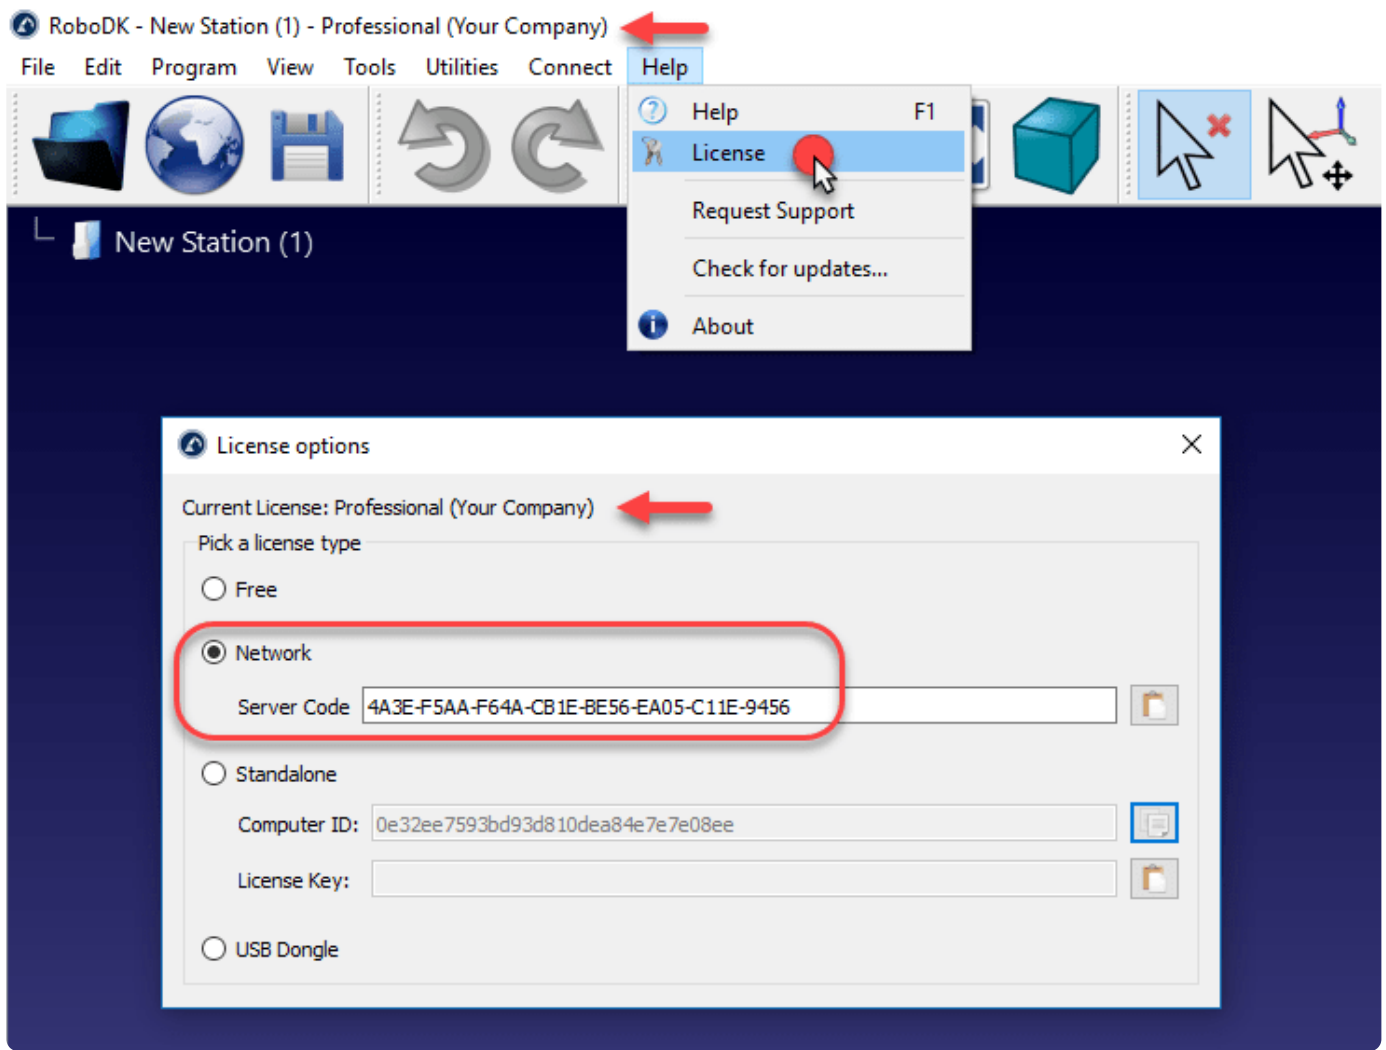 RoboDK - New Station (1) - Professional (Your Company)
File Edit Program View Tools Utilities Connect Help
Help F1
License
Request Support
Check for updates...
About
New Station (1)
License options
Current License: Professional (Your Company)
Pick a license type
Free
Network
Server Code 4A3E-F5AA-F64A-CB1E-BE56-EA05-C11E-9456
Standalone
Computer ID: 0e32ee7593bd93d810dea84e7e7e08ee
License Key:
USB Dongle